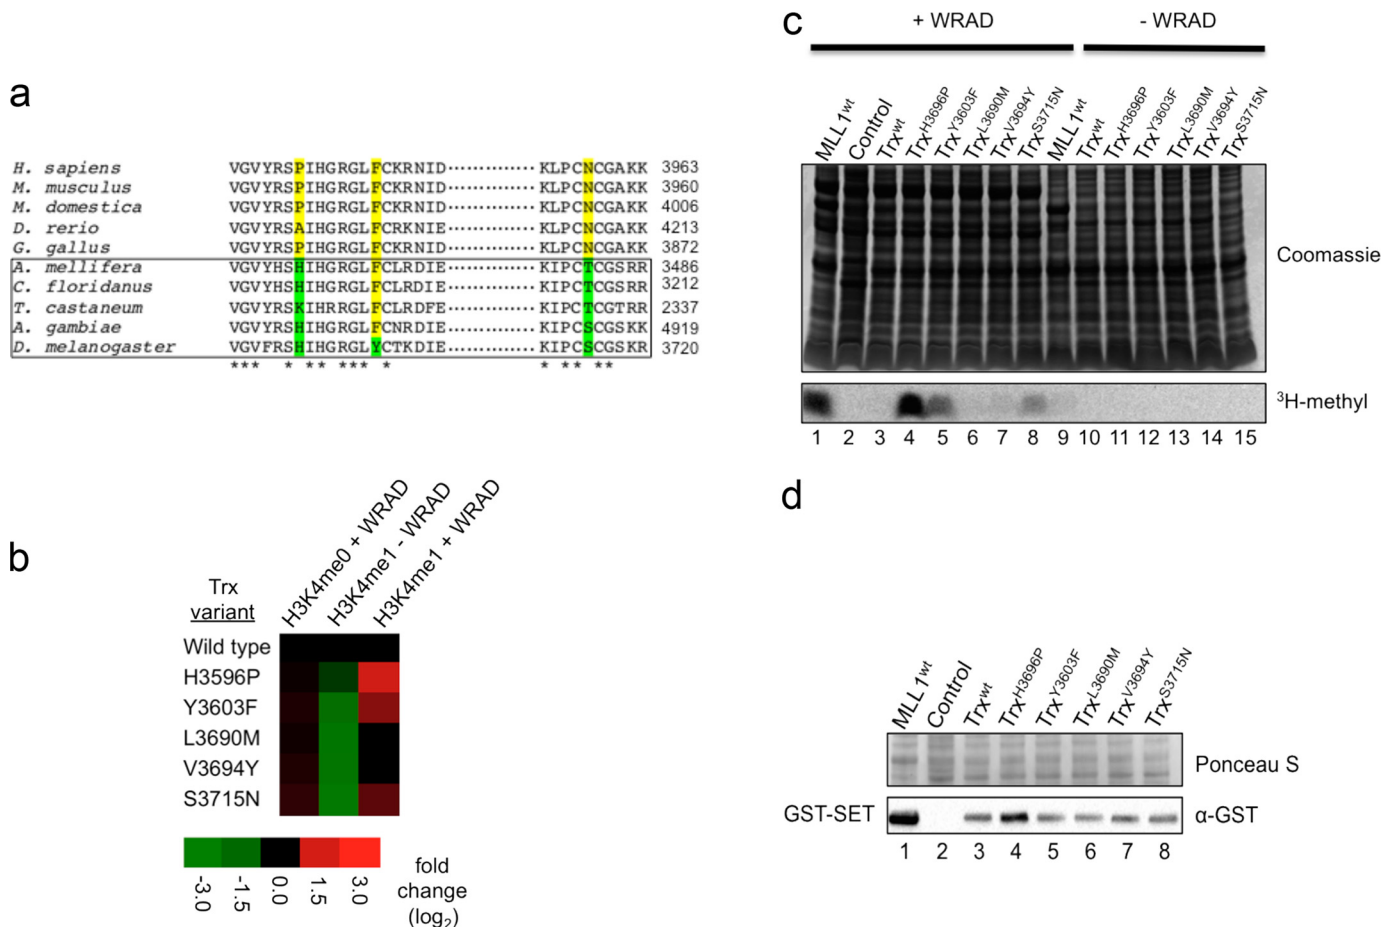 a
H. sapiens VGVYRSPIHGRGLFCKRNID·············KLPCNCGAKK 3963
M. musculus VGVYRSPIHGRGLFCKRNID·············KLPCNCGAKK 3960
M. domestica VGVYRSPIHGRGLFCKRNID·············KLPCNCGAKK 4006
D. rerio VGVYRSAIHGRGLFCKRNID·············KLPCNCGAKK 4213
G. gallus VGVYRSPIHGRGLFCKRNID·············KLPCNCGAKK 3872
A. mellifera VGVYHSHIHGRGLFCLRDIE·············KIPCTCGSRR 3486
C. floridanus VGVYHSHIHGRGLFCLRDIE·············KIPCTCGSRR 3212
T. castaneum VGVYHSKIHRRGLFCLRDFE·············KIPCTCGTRR 2337
A. gambiae VGVYRSHIHGRGLFCNRDIE·············KIPCSCGSKK 4919
D. melanogaster VGVFRSHIHGRGLYCTKDIE·············KIPCSCGSKR 3720
*** * ** *** * * ** **
b
Trx
variant
H3K4me0 + WRAD
H3K4me1 - WRAD
H3K4me1 + WRAD
Wild type
H3596P
Y3603F
L3690M
V3694Y
S3715N
-3.0 -1.5 0.0 1.5 3.0
fold
change
(log2)
c
+ WRAD - WRAD
MLL1wt Control Trxwt TrxH3696P TrxY3603F TrxL3690M TrxV3694Y TrxS3715N MLL1wt Trxwt TrxH3696P TrxY3603F TrxL3690M TrxV3694Y TrxS3715N
Coomassie
3H-methyl
1 2 3 4 5 6 7 8 9 10 11 12 13 14 15
d
MLL1wt Control Trxwt TrxH3696P TrxY3603F TrxL3690M TrxV3694Y TrxS3715N
Ponceau S
GST-SET α-GST
1 2 3 4 5 6 7 8